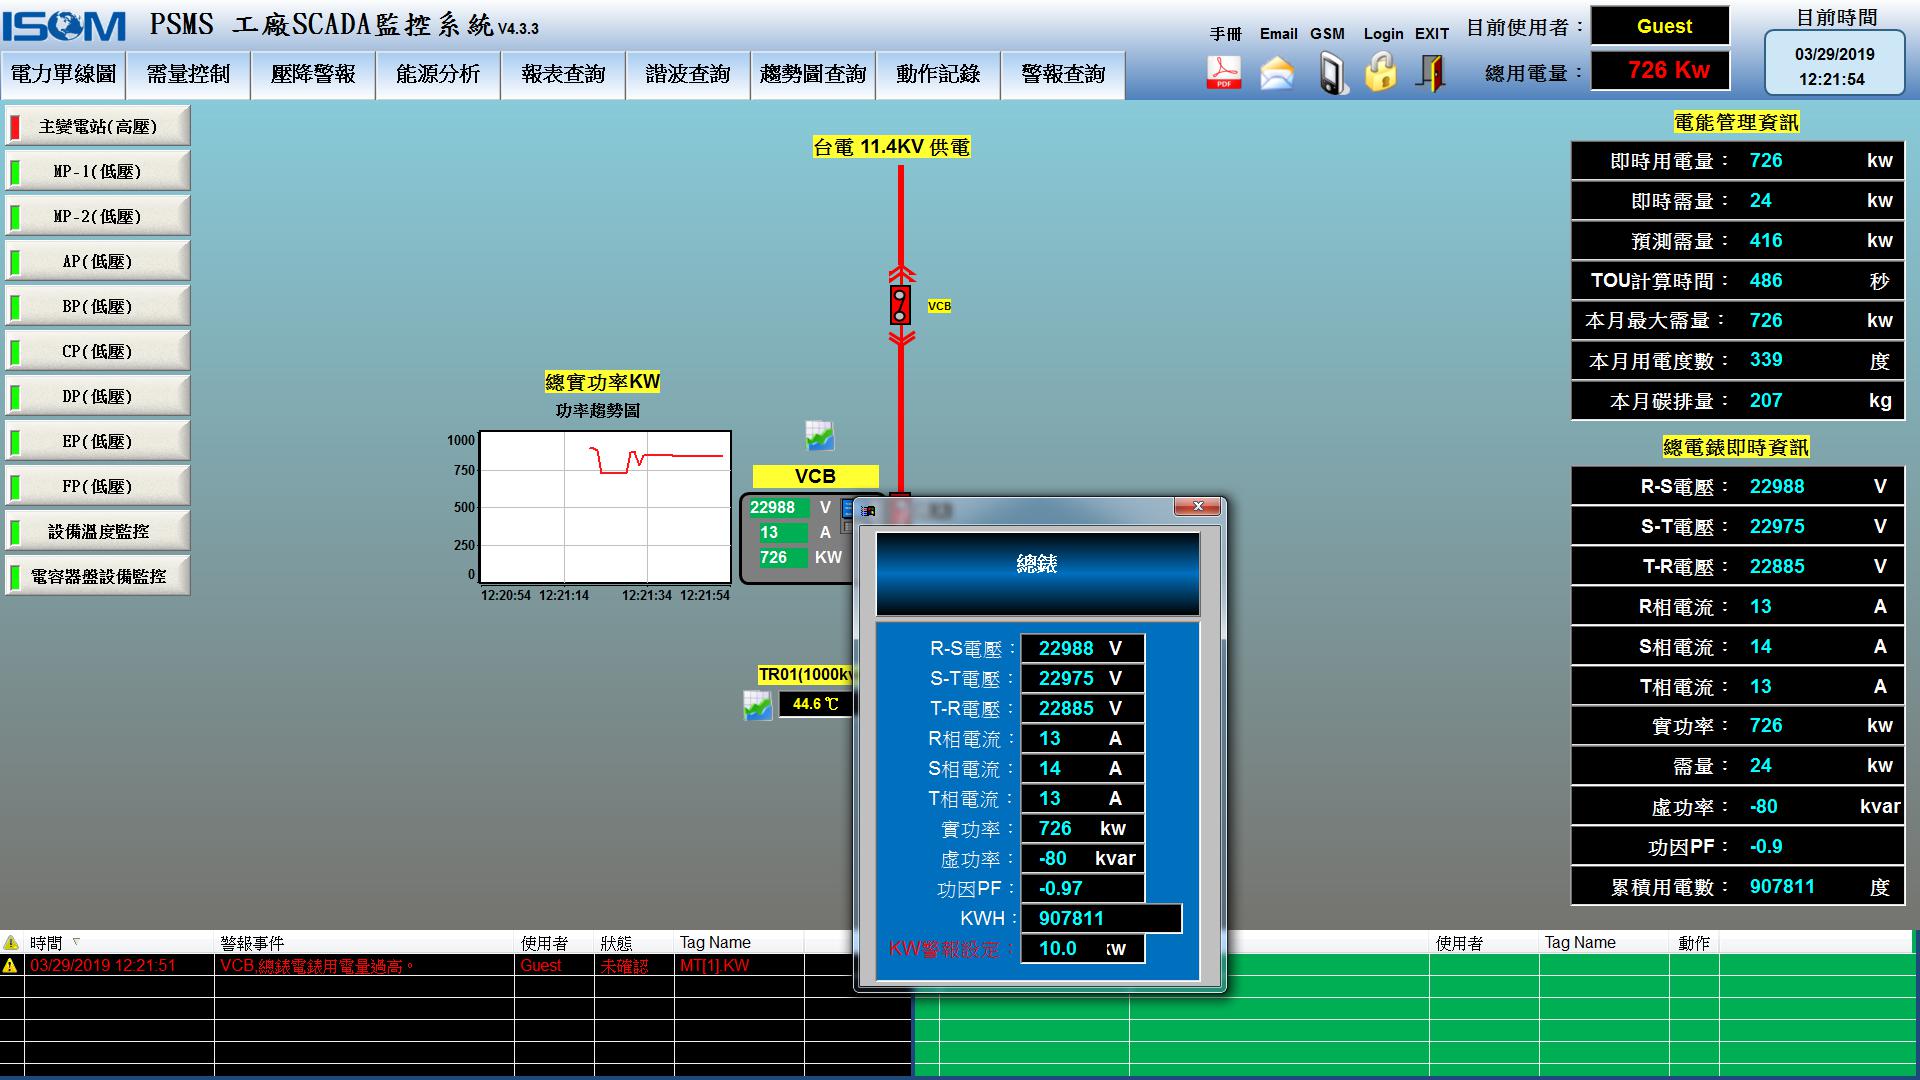 ISOM PSMS 工廠SCADA監控系統 V4.3.3
手冊 Email GSM Login EXIT
目前使用者： Guest
總用電量： 726 Kw
目前時間
03/29/2019
12:21:54
電力單線圖 需量控制 壓降警報 能源分析 報表查詢 諧波查詢 趨勢圖查詢 動作記錄 警報查詢
PDF
主變電站(高壓)
MP-1(低壓)
MP-2(低壓)
AP(低壓)
BP(低壓)
CP(低壓)
DP(低壓)
EP(低壓)
FP(低壓)
設備溫度監控
電容器盤設備監控
台電 11.4KV 供電
VCB
總實功率KW
功率趨勢圖
1000
750
500
250
0
12:20:54 12:21:14 12:21:34 12:21:54
VCB
22988 V
13 A
726 KW
TR01(1000kv
44.6 ℃
總錶
R-S電壓： 22988 V
S-T電壓： 22975 V
T-R電壓： 22885 V
R相電流： 13 A
S相電流： 14 A
T相電流： 13 A
實功率： 726 kw
虛功率： -80 kvar
功因PF： -0.97
KWH： 907811
KW警報設定： 10.0 kw
電能管理資訊
即時用電量： 726 kw
即時需量： 24 kw
預測需量： 416 kw
TOU計算時間： 486 秒
本月最大需量： 726 kw
本月用電度數： 339 度
本月碳排量： 207 kg
總電錶即時資訊
R-S電壓： 22988 V
S-T電壓： 22975 V
T-R電壓： 22885 V
R相電流： 13 A
S相電流： 14 A
T相電流： 13 A
實功率： 726 kw
需量： 24 kw
虛功率： -80 kvar
功因PF： -0.9
累積用電數： 907811 度
時間 警報事件 使用者 狀態 Tag Name
03/29/2019 12:21:51 VCB,總錶電錶用電量過高。 Guest 未確認 MT[1].KW
使用者 Tag Name 動作